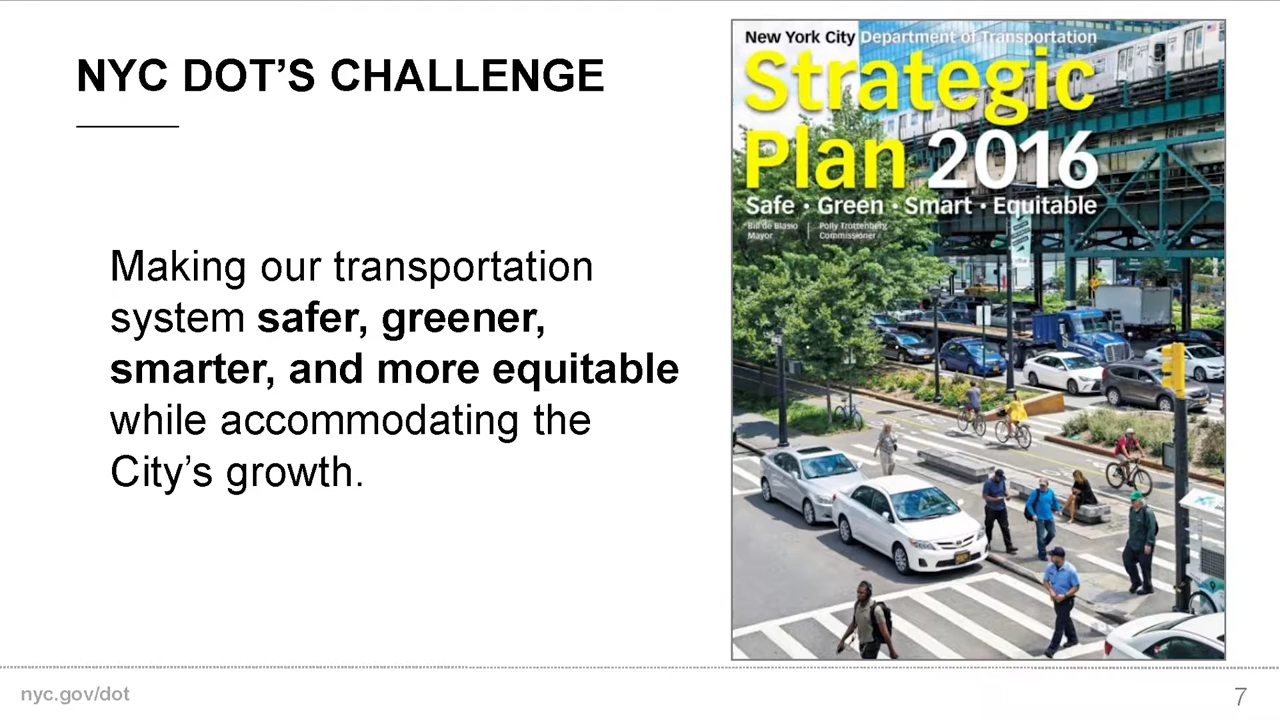 NYC DOT’S CHALLENGE
Making our transportation
system safer, greener,
smarter, and more equitable
while accommodating the
City’s growth.
New York City Department of Transportation
Strategic
Plan 2016
Safe • Green • Smart • Equitable
Bill de Blasio
Mayor
Polly Trottenberg
Commissioner
nyc.gov/dot
7